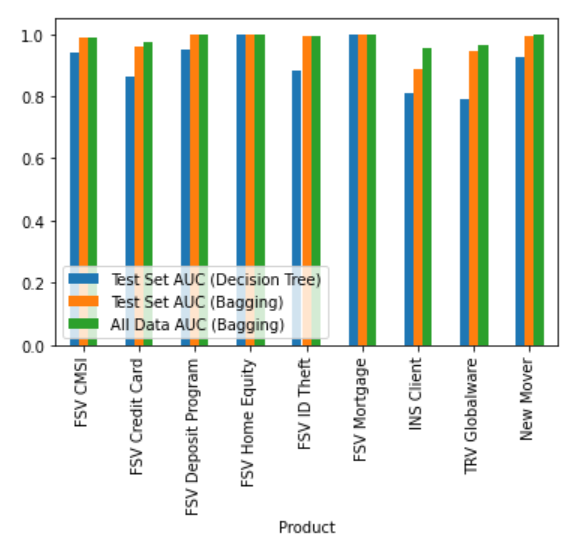 1.0
0.8
0.6
0.4
0.2
0.0
Test Set AUC (Decision Tree)
Test Set AUC (Bagging)
All Data AUC (Bagging)
FSV CMSI
FSV Credit Card
FSV Deposit Program
FSV Home Equity
FSV ID Theft
FSV Mortgage
INS Client
TRV Globalware
New Mover
Product